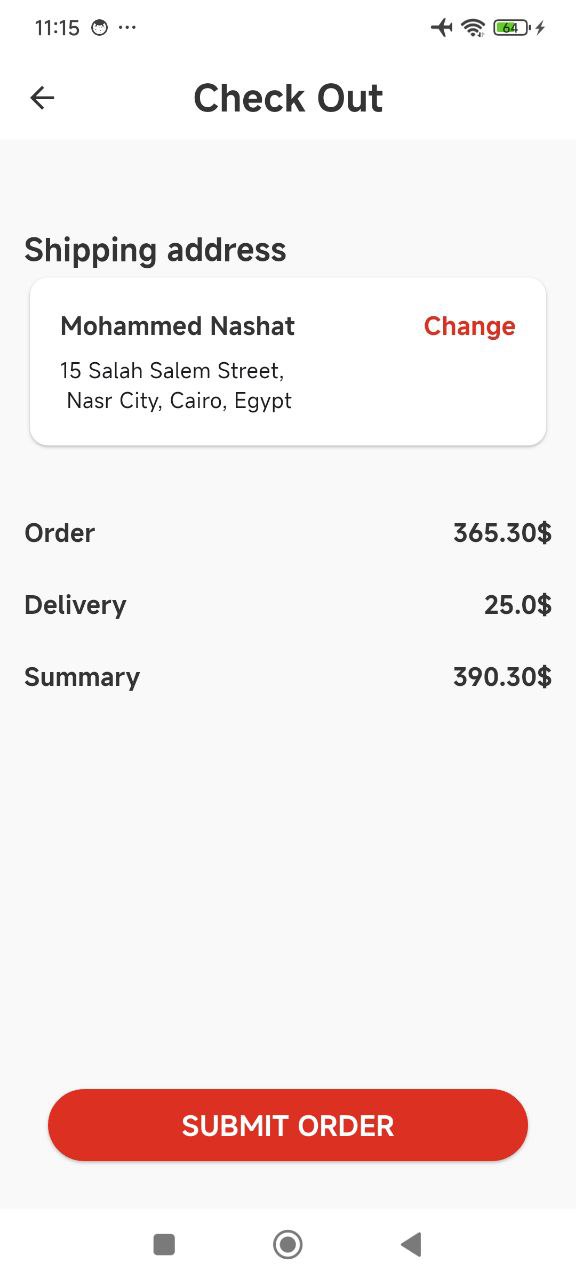 11:15
64
Check Out
Shipping address
Mohammed Nashat
Change
15 Salah Salem Street,
Nasr City, Cairo, Egypt
Order
365.30$
Delivery
25.0$
Summary
390.30$
SUBMIT ORDER